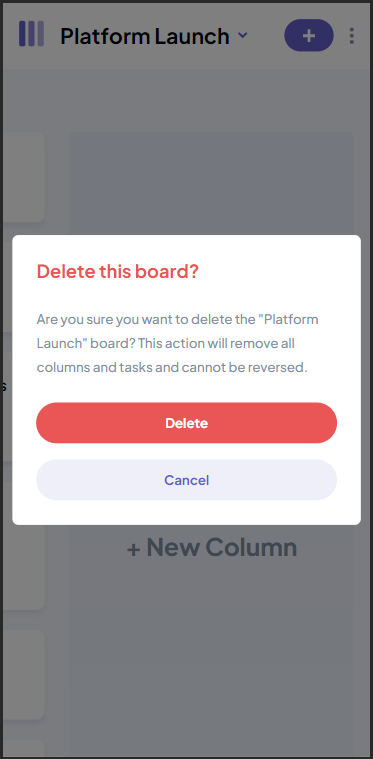 Platform Launch
+
Delete this board?
Are you sure you want to delete the "Platform
Launch" board? This action will remove all
columns and tasks and cannot be reversed.
s
Delete
Cancel
+ New Column